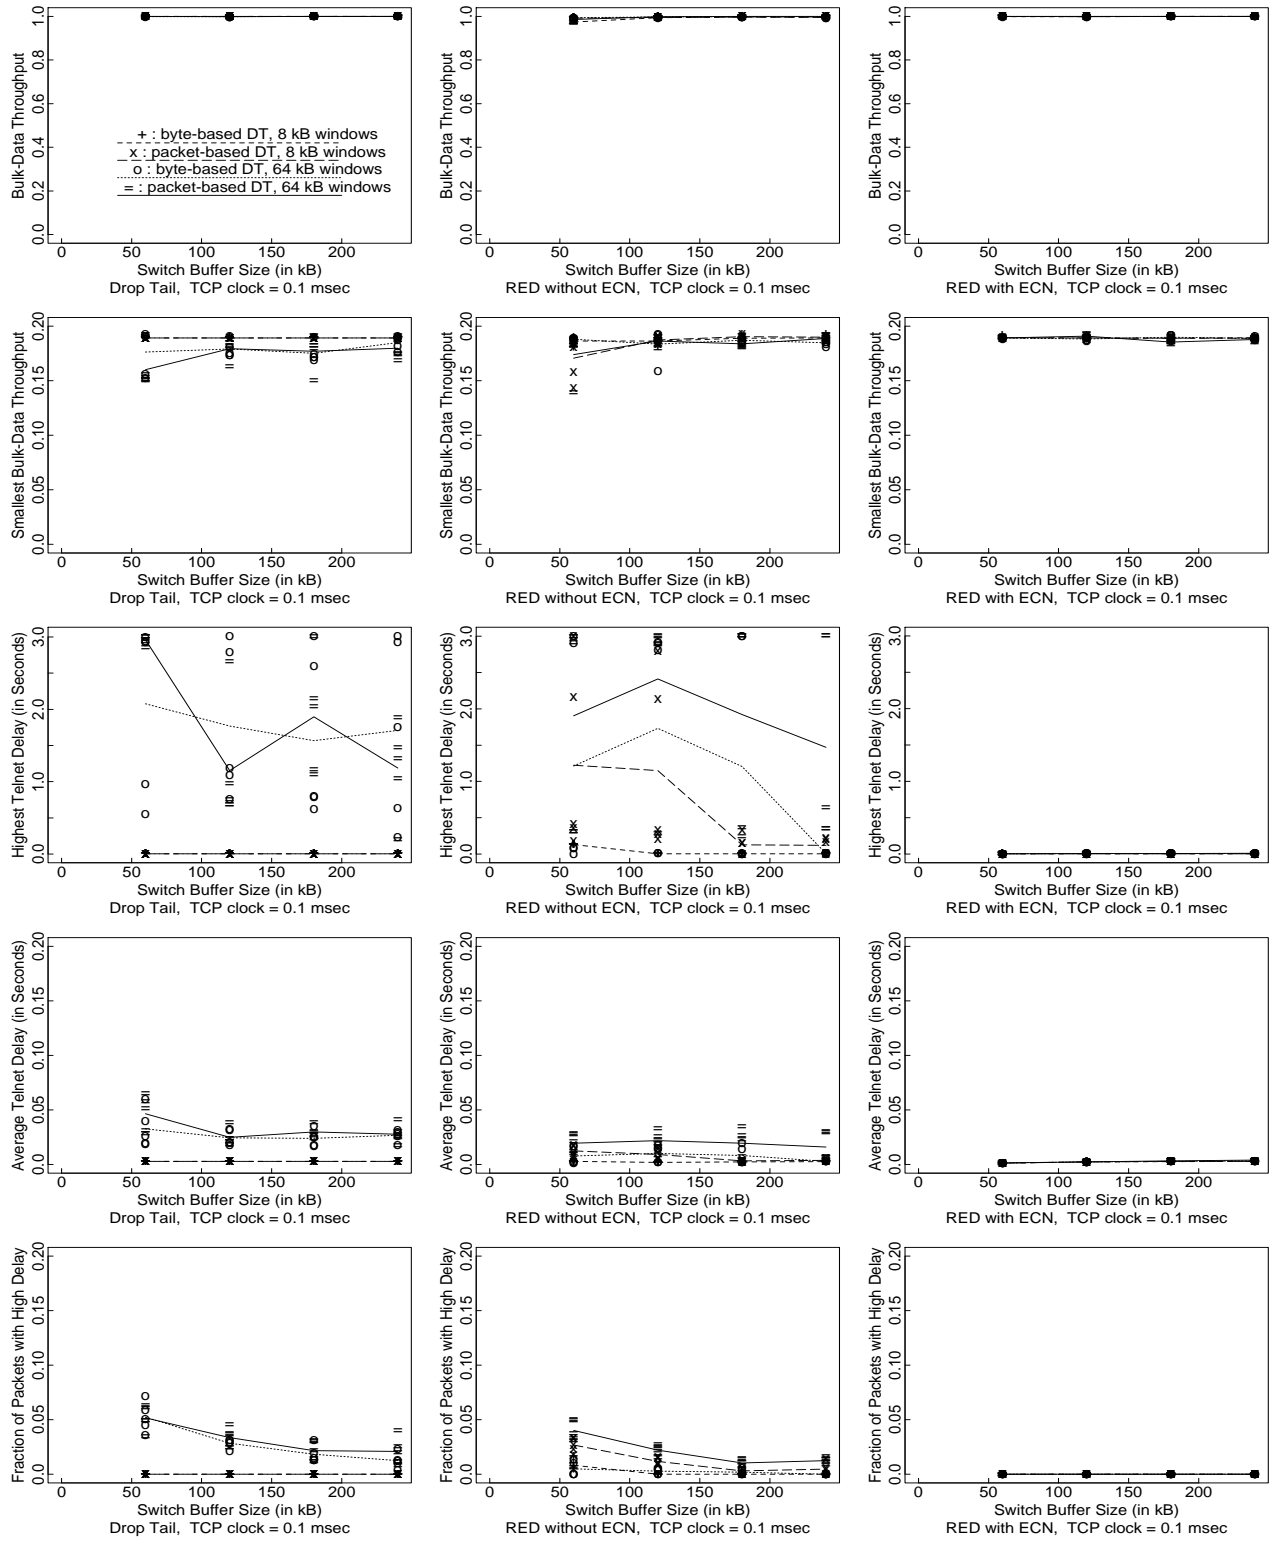 Bulk-Data Throughput
0.0 0.2 0.4 0.6 0.8 1.0
+ : byte-based DT, 8 kB windows
x : packet-based DT, 8 kB windows
o : byte-based DT, 64 kB windows
= : packet-based DT, 64 kB windows
0 50 100 150 200
Switch Buffer Size (in kB)
Drop Tail, TCP clock = 0.1 msec
Bulk-Data Throughput
0.0 0.2 0.4 0.6 0.8 1.0
0 50 100 150 200
Switch Buffer Size (in kB)
RED without ECN, TCP clock = 0.1 msec
Bulk-Data Throughput
0.0 0.2 0.4 0.6 0.8 1.0
0 50 100 150 200
Switch Buffer Size (in kB)
RED with ECN, TCP clock = 0.1 msec
Smallest Bulk-Data Throughput
0.0 0.05 0.10 0.15 0.20
0 50 100 150 200
Switch Buffer Size (in kB)
Drop Tail, TCP clock = 0.1 msec
Smallest Bulk-Data Throughput
0.0 0.05 0.10 0.15 0.20
0 50 100 150 200
Switch Buffer Size (in kB)
RED without ECN, TCP clock = 0.1 msec
Smallest Bulk-Data Throughput
0.0 0.05 0.10 0.15 0.20
0 50 100 150 200
Switch Buffer Size (in kB)
RED with ECN, TCP clock = 0.1 msec
Highest Telnet Delay (in Seconds)
0.0 1.0 2.0 3.0
0 50 100 150 200
Switch Buffer Size (in kB)
Drop Tail, TCP clock = 0.1 msec
Highest Telnet Delay (in Seconds)
0.0 1.0 2.0 3.0
0 50 100 150 200
Switch Buffer Size (in kB)
RED without ECN, TCP clock = 0.1 msec
Highest Telnet Delay (in Seconds)
0.0 1.0 2.0 3.0
0 50 100 150 200
Switch Buffer Size (in kB)
RED with ECN, TCP clock = 0.1 msec
Average Telnet Delay (in Seconds)
0.0 0.05 0.10 0.15 0.20
0 50 100 150 200
Switch Buffer Size (in kB)
Drop Tail, TCP clock = 0.1 msec
Average Telnet Delay (in Seconds)
0.0 0.05 0.10 0.15 0.20
0 50 100 150 200
Switch Buffer Size (in kB)
RED without ECN, TCP clock = 0.1 msec
Average Telnet Delay (in Seconds)
0.0 0.05 0.10 0.15 0.20
0 50 100 150 200
Switch Buffer Size (in kB)
RED with ECN, TCP clock = 0.1 msec
Fraction of Packets with High Delay
0.0 0.05 0.10 0.15 0.20
0 50 100 150 200
Switch Buffer Size (in kB)
Drop Tail, TCP clock = 0.1 msec
Fraction of Packets with High Delay
0.0 0.05 0.10 0.15 0.20
0 50 100 150 200
Switch Buffer Size (in kB)
RED without ECN, TCP clock = 0.1 msec
Fraction of Packets with High Delay
0.0 0.05 0.10 0.15 0.20
0 50 100 150 200
Switch Buffer Size (in kB)
RED with ECN, TCP clock = 0.1 msec